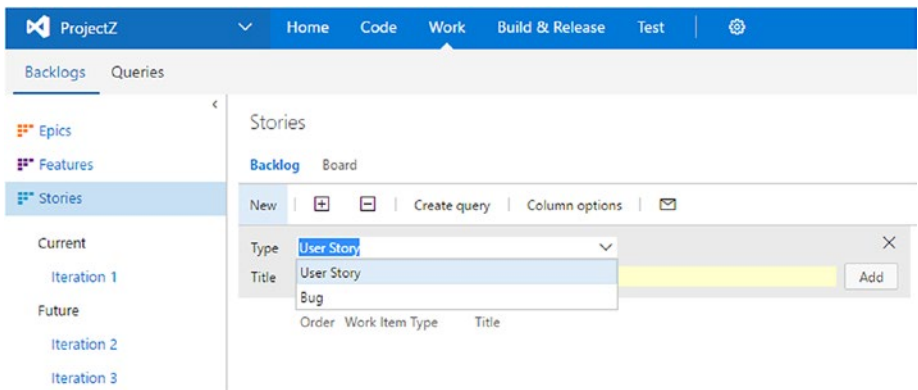 ProjectZ Home Code Work Build & Release Test
Backlogs Queries
Epics
Features
Stories
Current
Iteration 1
Future
Iteration 2
Iteration 3
Stories
Backlog Board
New Create query Column options
Type User Story
Title Add
User Story
Bug
Order Work Item Type Title